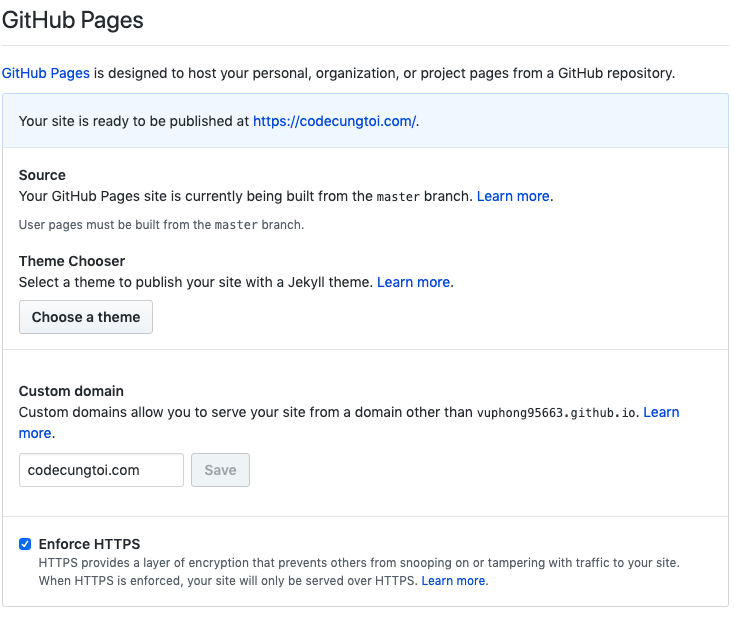 GitHub Pages
GitHub Pages is designed to host your personal, organization, or project pages from a GitHub repository.
Your site is ready to be published at https://codecungtoi.com/.
Source
Your GitHub Pages site is currently being built from the master branch. Learn more.
User pages must be built from the master branch.
Theme Chooser
Select a theme to publish your site with a Jekyll theme. Learn more.
Choose a theme
Custom domain
Custom domains allow you to serve your site from a domain other than vuphong95663.github.io. Learn
more.
codecungtoi.com Save
Enforce HTTPS
HTTPS provides a layer of encryption that prevents others from snooping on or tampering with traffic to your site.
When HTTPS is enforced, your site will only be served over HTTPS. Learn more.